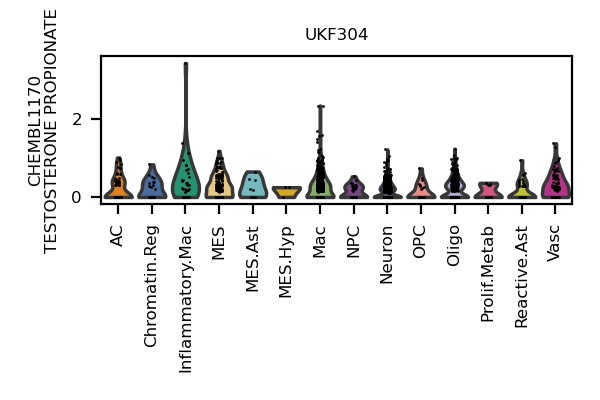 UKF304
CHEMBL1170
TESTOSTERONE PROPIONATE
2
0
AC
Chromatin.Reg
Inflammatory.Mac
MES
MES.Ast
MES.Hyp
Mac
NPC
Neuron
OPC
Oligo
Prolif.Metab
Reactive.Ast
Vasc